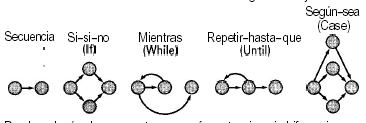 Secuencia
Si-si-no
(If)
Mientras
(While)
Repetir-hasta-que
(Until)
Según-sea
(Case)